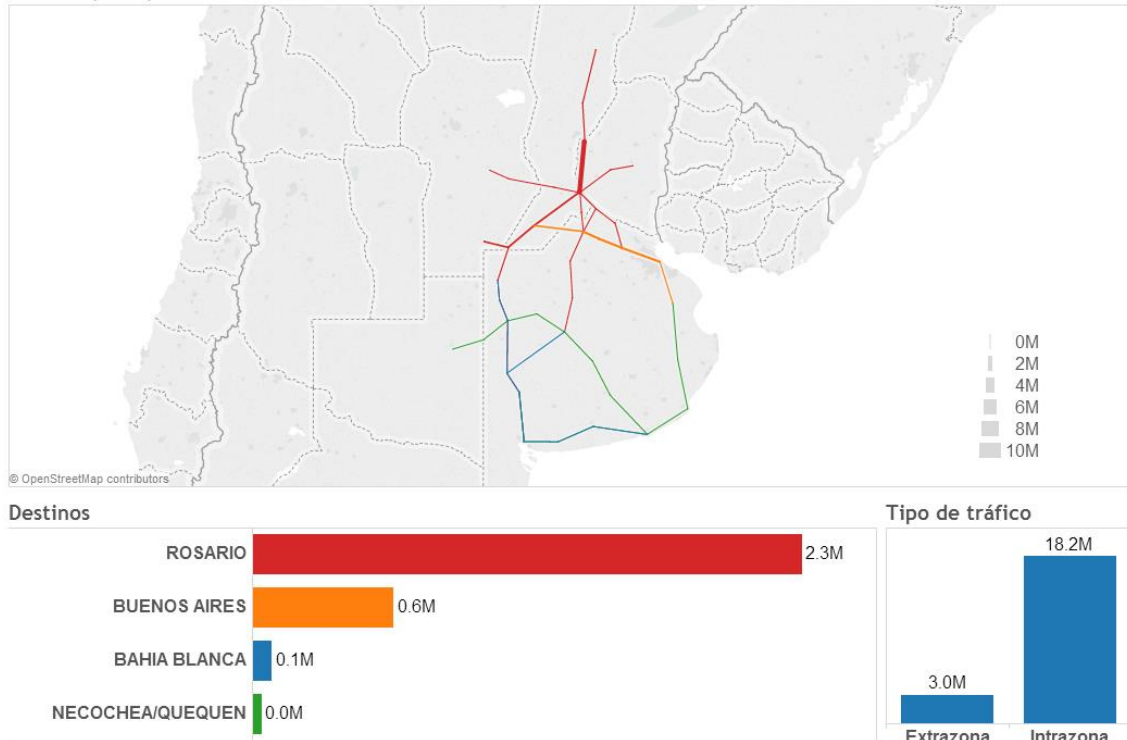 0M
2M
4M
6M
8M
10M
© OpenStreetMap contributors
Destinos
ROSARIO 2.3M
BUENOS AIRES 0.6M
BAHIA BLANCA 0.1M
NECOCHEA/QUEQUEN 0.0M
Tipo de tráfico
18.2M
3.0M
Extrazona Intrazona